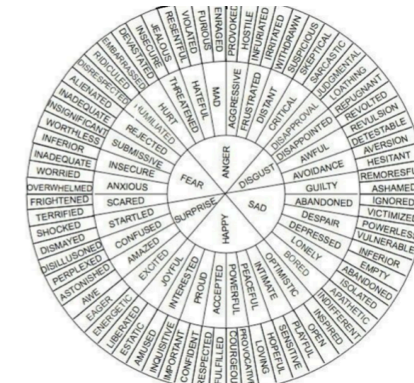 ANGER
DISGUST
SAD
HAPPY
SURPRISE
FEAR
HURT
THREATENED
HATEFUL
MAD
AGGRESSIVE
FRUSTRATED
DISTANT
CRITICAL
DISAPPROVAL
DISAPPOINTED
AWFUL
AVOIDANCE
GUILTY
ABANDONED
DESPAIR
DEPRESSED
LONELY
BORED
OPTIMISTIC
INTIMATE
PEACEFUL
POWERFUL
ACCEPTED
PROUD
INTERESTED
JOYFUL
EXCITED
AMAZED
CONFUSED
STARTLED
SCARED
ANXIOUS
INSECURE
SUBMISSIVE
REJECTED
HUMILIATED
DEVASTATED
INSECURE
JEALOUS
RESENTFUL
VIOLATED
FURIOUS
ENRAGED
PROVOKED
HOSTILE
INFURIATED
IRRITATED
WITHDRAWN
SUSPICIOUS
SKEPTICAL
SARCASTIC
JUDGMENTAL
LOATHING
REPUGNANT
REVOLTED
REVULSION
DETESTABLE
AVERSION
HESITANT
REMORSEFU
ASHAMED
IGNORED
VICTIMIZED
POWERLESS
VULNERABLE
INFERIOR
EMPTY
ABANDONED
ISOLATED
APATHETIC
INDIFFERENT
INSPIRED
OPEN
PLAYFUL
SENSITIVE
HOPEFUL
LOVING
PROVOCATIVE
COURGEOUS
FULFILLED
RESPECTED
CONFIDENT
IMPORTANT
INQUISITIVE
AMUSED
ESTATIC
LIBERATED
ENERGETIC
EAGER
AWE
ASTONISHED
PERPLEXED
DISILLUSONED
DISMAYED
SHOCKED
TERRIFIED
FRIGHTENED
OVERWHELMED
WORRIED
INADEQUATE
INFERIOR
WORTHLESS
INSIGNIFICANT
INADEQUATE
ALIENATED
DISRESPECTED
RIDICULED
EMBARRASSED